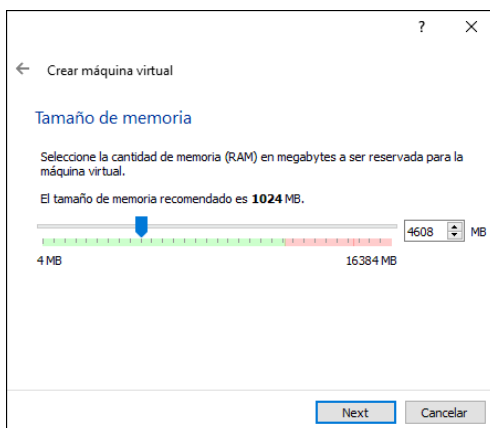 ?
Crear máquina virtual
Tamaño de memoria
Seleccione la cantidad de memoria (RAM) en megabytes a ser reservada para la
máquina virtual.
El tamaño de memoria recomendado es 1024 MB.
4608 MB
4 MB 16384 MB
Next Cancelar